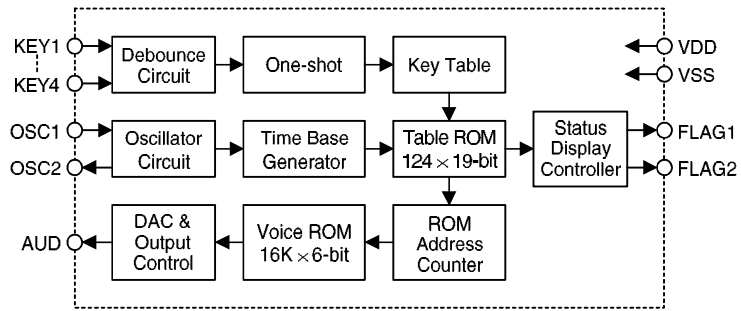 KEY1
KEY4
Debounce
Circuit
One-shot
Key Table
VDD
VSS
OSC1
OSC2
Oscillator
Circuit
Time Base
Generator
Table ROM
124 × 19-bit
Status
Display
Controller
FLAG1
FLAG2
AUD
DAC &
Output
Control
Voice ROM
16K × 6-bit
ROM
Address
Counter